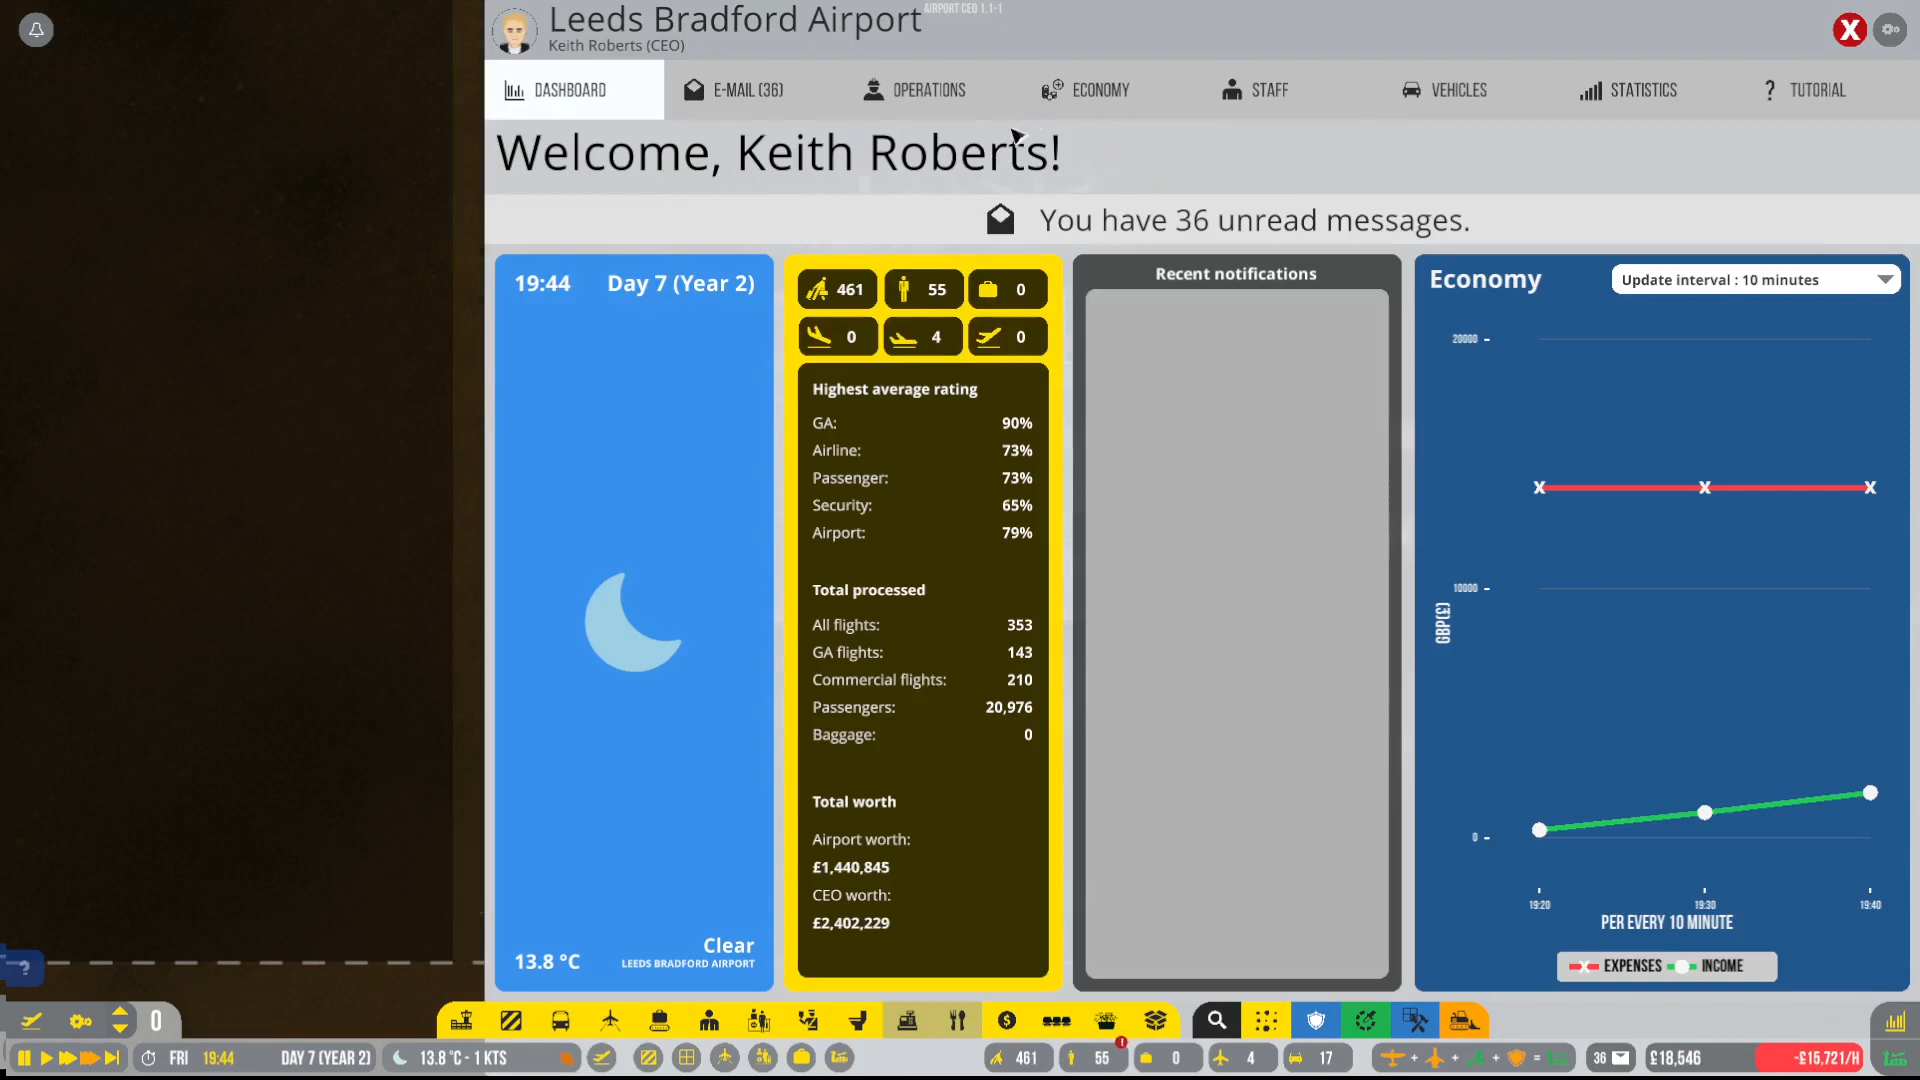 Leeds Bradford Airport
AIRPORT CEO 1.1-1
Keith Roberts (CEO)
X
DASHBOARD
E-MAIL (36)
OPERATIONS
ECONOMY
STAFF
VEHICLES
STATISTICS
? TUTORIAL
Welcome, Keith Roberts!
You have 36 unread messages.
19:44 Day 7 (Year 2)
13.8 °C
Clear
LEEDS BRADFORD AIRPORT
461 55 0
0 4 0
Highest average rating
GA: 90%
Airline: 73%
Passenger: 73%
Security: 65%
Airport: 79%
Total processed
All flights: 353
GA flights: 143
Commercial flights: 210
Passengers: 20,976
Baggage: 0
Total worth
Airport worth:
£1,440,845
CEO worth:
£2,402,229
Recent notifications
Economy
Update interval : 10 minutes
20000
10000
0
GBP(£)
19:20 19:30 19:40
PER EVERY 10 MINUTE
EXPENSES INCOME
?
0
FRI 19:44 DAY 7 (YEAR 2)
13.8 °C - 1 KTS
461 55 ! 0 4 17
+ + + =
36 £18,546 -£15,721/H